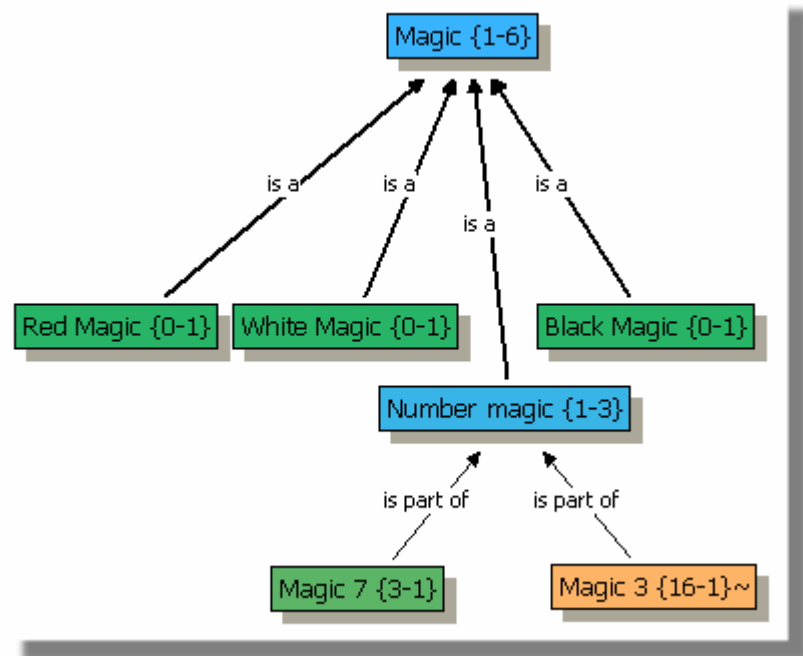 Magic {1-6}
is a
is a
is a
is a
Red Magic {0-1}
White Magic {0-1}
Black Magic {0-1}
Number magic {1-3}
is part of
is part of
Magic 7 {3-1}
Magic 3 {16-1}~